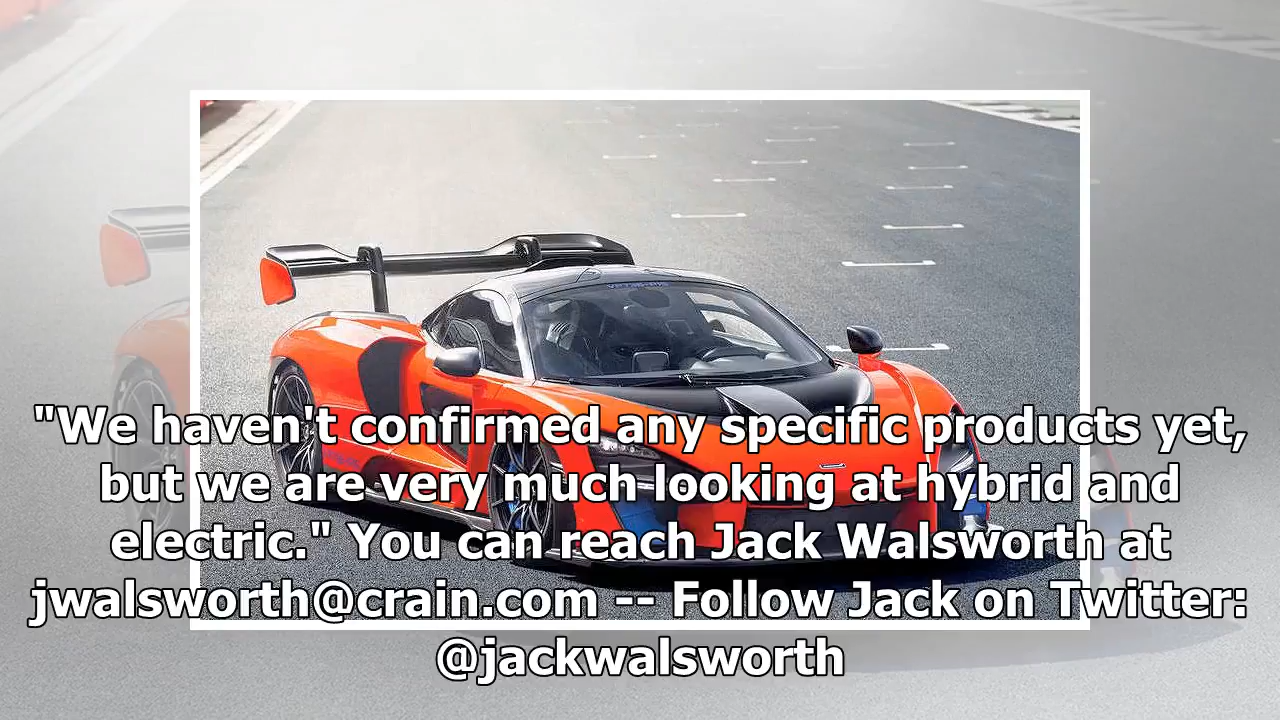 "We haven't confirmed any specific products yet,
but we are very much looking at hybrid and
electric." You can reach Jack Walsworth at
jwalsworth@crain.com -- Follow Jack on Twitter:
@jackwalsworth